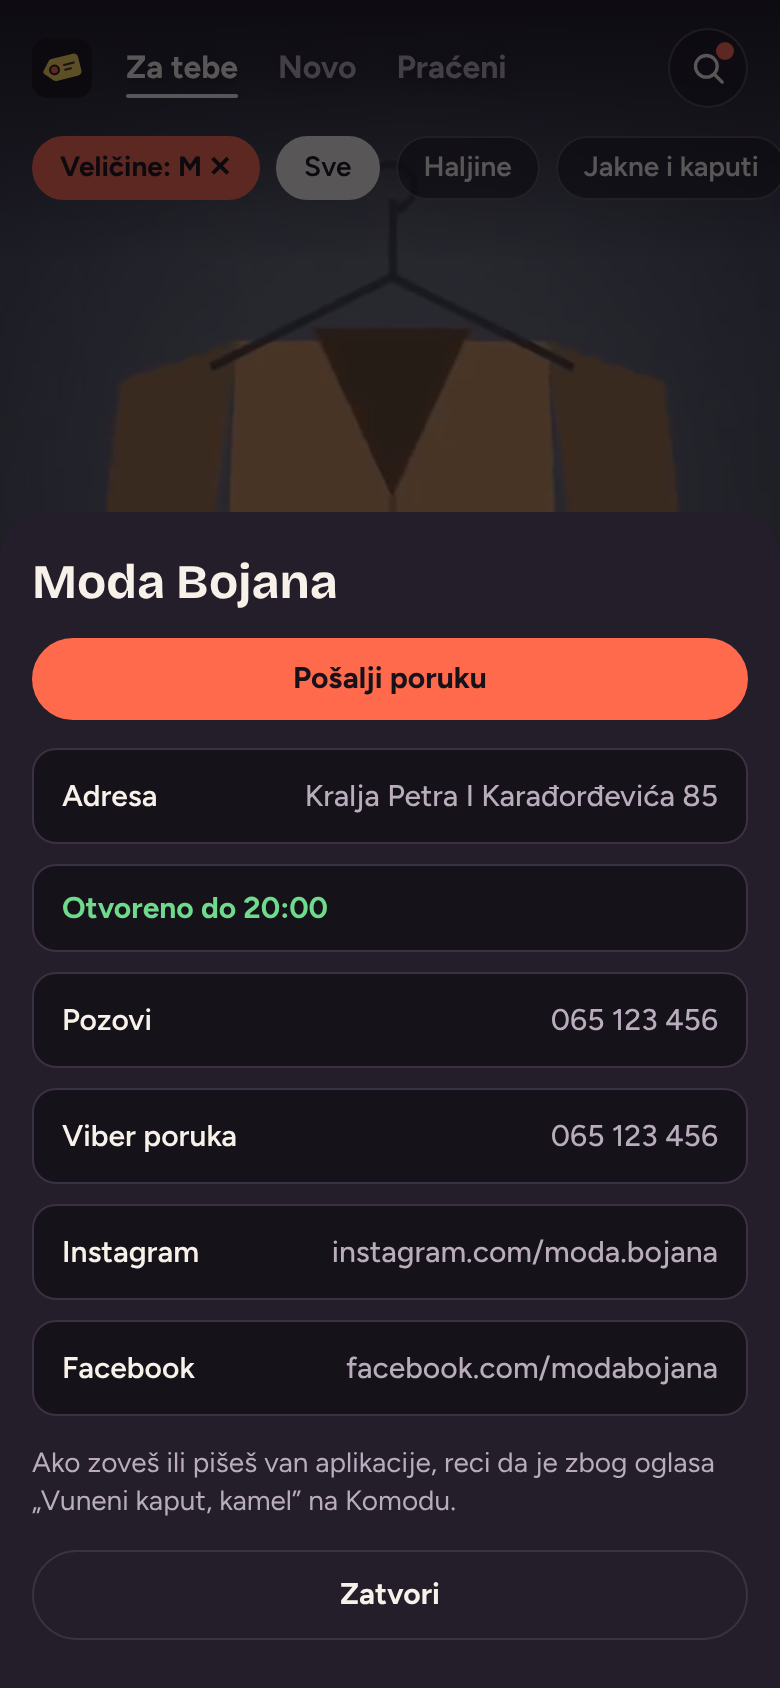 Za tebe Novo Praćeni
Veličine: M ✕ Sve Haljine Jakne i kaputi
Moda Bojana
Pošalji poruku
Adresa Kralja Petra I Karađorđevića 85
Otvoreno do 20:00
Pozovi 065 123 456
Viber poruka 065 123 456
Instagram instagram.com/moda.bojana
Facebook facebook.com/modabojana
Ako zoveš ili pišeš van aplikacije, reci da je zbog oglasa
„Vuneni kaput, kamel” na Komodu.
Zatvori